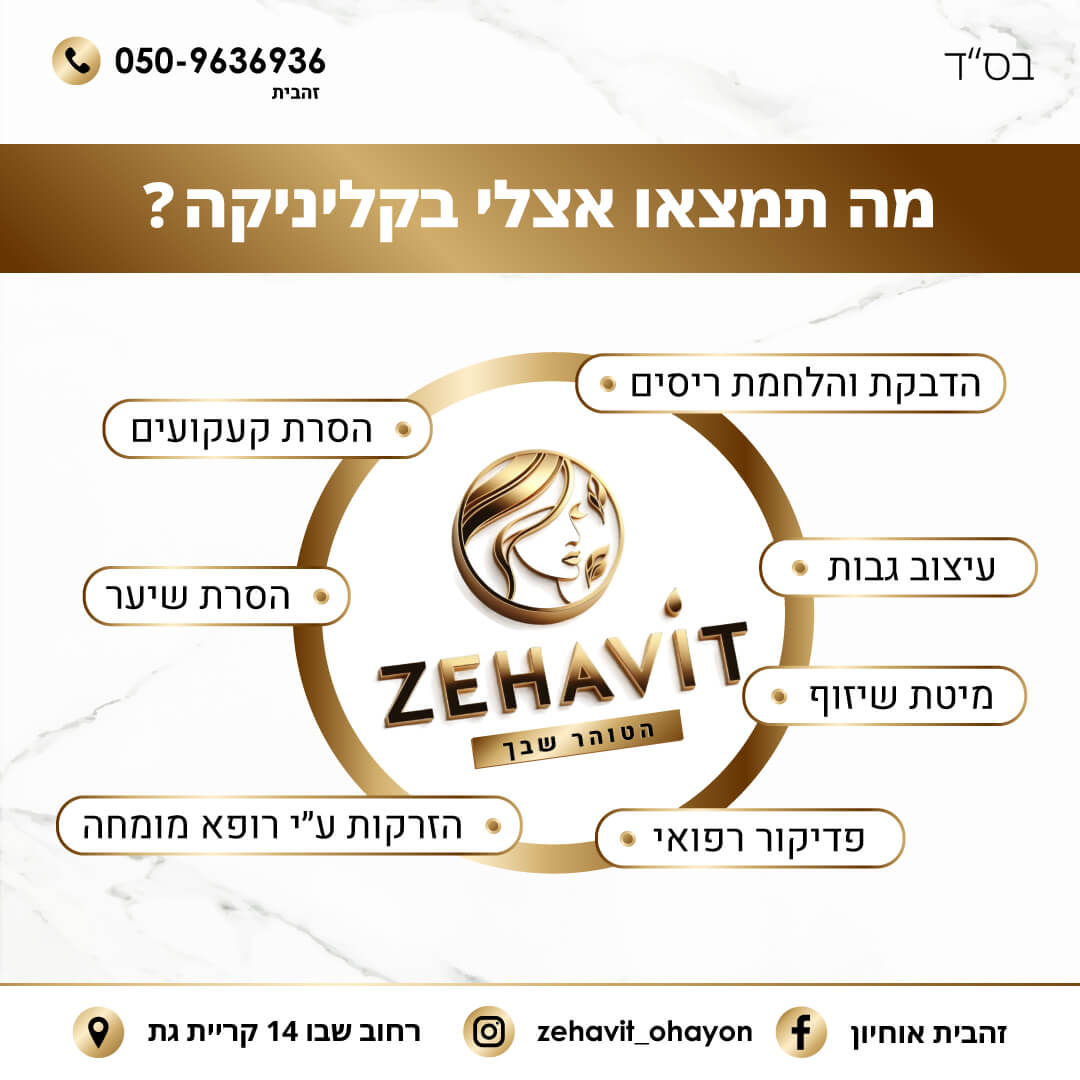 בס״ד
050-9636936
זהבית
מה תמצאו אצלי בקליניקה?
הדבקת והלחמת ריסים
הסרת קעקועים
עיצוב גבות
הסרת שיער
מיטת שיזוף
הזרקות ע״י רופא מומחה
פדיקור רפואי
ZEHAVIT
הטוהר שבך
זהבית אוחיון
zehavit_ohayon
רחוב שבו 14 קריית גת